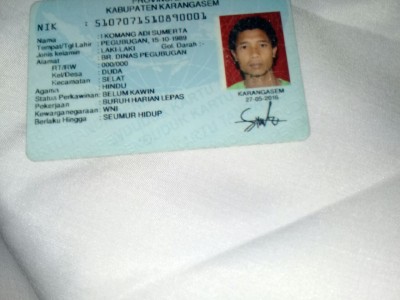 PROVINSI
KABUPATEN KARANGASEM
NIK : 5107071510890001
Nama : I KOMANG ADI SUMERTA
Tempat/Tgl Lahir : PEGUBUGAN, 15-10-1989
Jenis kelamin : LAKI-LAKI Gol. Darah :-
Alamat : BR. DINAS PEGUBUGAN
RT/RW : 000/000
Kel/Desa : DUDA
Kecamatan : SELAT
Agama : HINDU
Status Perkawinan: BELUM KAWIN
Pekerjaan : BURUH HARIAN LEPAS
Kewarganegaraan: WNI
Berlaku Hingga : SEUMUR HIDUP
KARANGASEM
27-05-2016